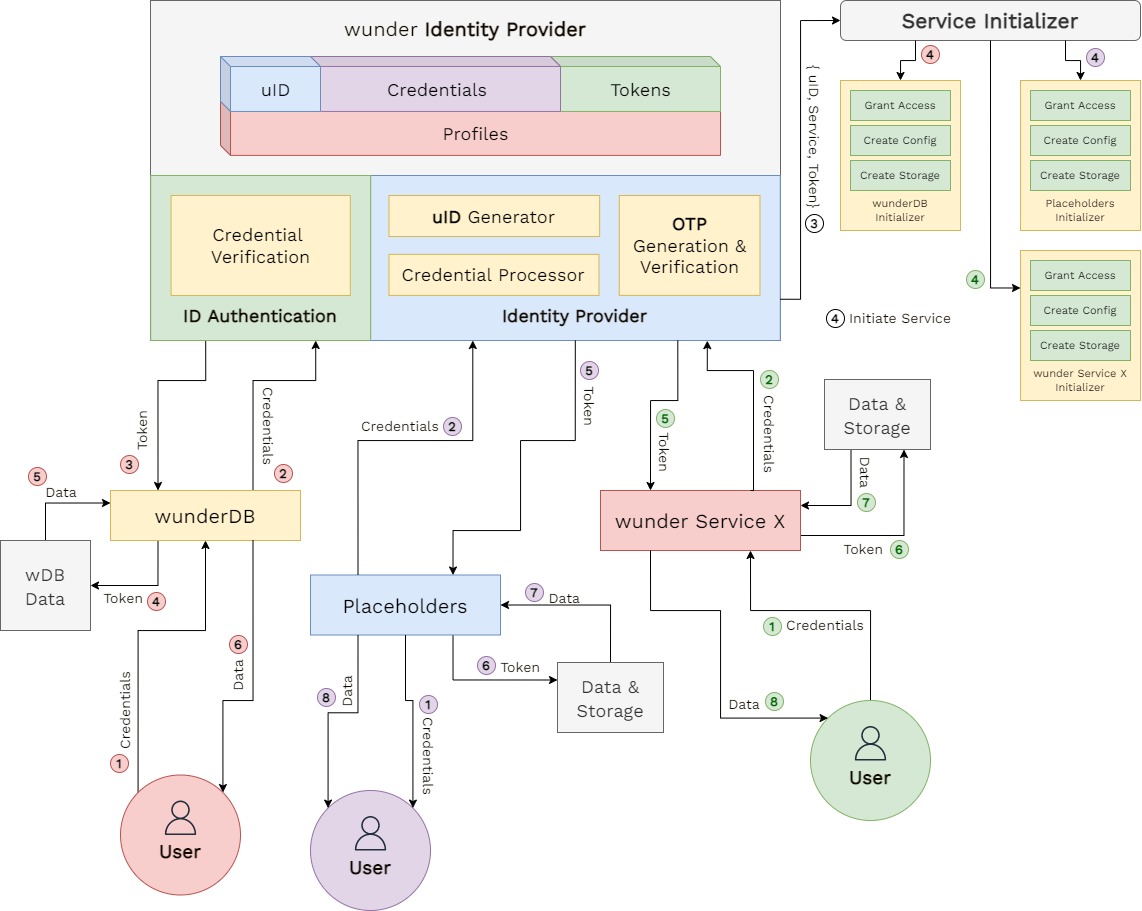 wunder Identity Provider
uID
Credentials
Tokens
Profiles
Credential
Verification
ID Authentication
uID Generator
Credential Processor
OTP
Generation &
Verification
Identity Provider
{ uID, Service, Token}
3
Service Initializer
4
Grant Access
Create Config
Create Storage
wunderDB
Initializer
4
Grant Access
Create Config
Create Storage
Placeholders
Initializer
4
Grant Access
Create Config
Create Storage
wunder Service X
Initializer
4 Initiate Service
Token
3
Credentials
2
5
Data
wunderDB
wDB
Data
Token 4
1
Credentials
6
Data
User
Credentials 2
5
Token
Placeholders
7 Data
6 Token
Data &
Storage
8
Data
1
Credentials
User
5
Token
2
Credentials
wunder Service X
Data &
Storage
Data
7
Token 6
1 Credentials
Data 8
User